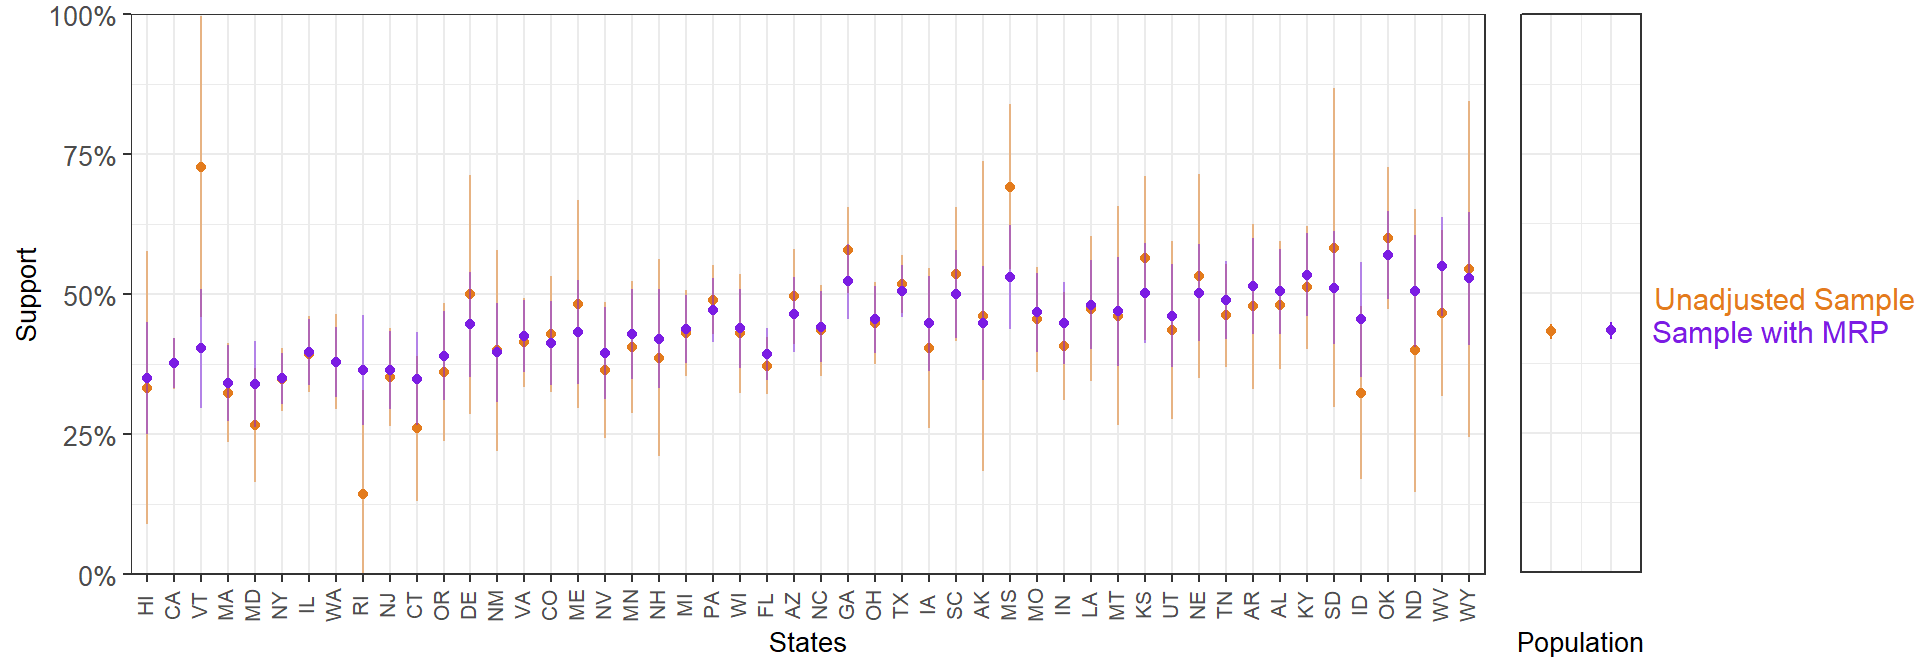 100%
75%
50%
25%
0%
Support
HI CA VT MA MD NY IL WA RI NJ CT OR DE NM VA CO ME NV MN NH MI PA WI FL AZ NC GA OH TX IA SC AK MS MO IN LA MT KS UT NE TN AR AL KY SD ID OK ND WV WY
States
Population
Unadjusted Sample
Sample with MRP